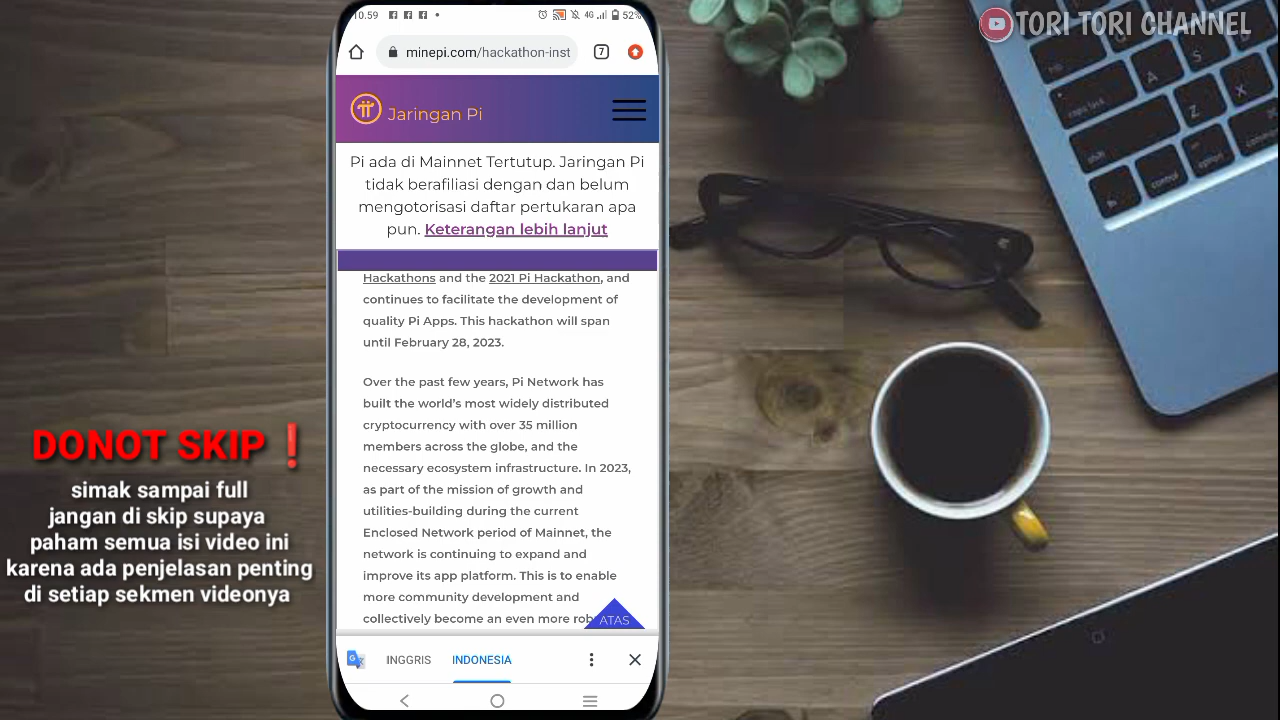 TORI TORI CHANNEL
10.59
4G
52%
minepi.com/hackathon-inst
7
Jaringan Pi
Pi ada di Mainnet Tertutup. Jaringan Pi
tidak berafiliasi dengan dan belum
mengotorisasi daftar pertukaran apa
pun. Keterangan lebih lanjut
Hackathons and the 2021 Pi Hackathon, and
continues to facilitate the development of
quality Pi Apps. This hackathon will span
until February 28, 2023.
Over the past few years, Pi Network has
built the world's most widely distributed
cryptocurrency with over 35 million
members across the globe, and the
necessary ecosystem infrastructure. In 2023,
as part of the mission of growth and
utilities-building during the current
Enclosed Network period of Mainnet, the
network is continuing to expand and
improve its app platform. This is to enable
more community development and
collectively become an even more
ATAS
INGGRIS INDONESIA
DONOT SKIP❗
simak sampai full
jangan di skip supaya
paham semua isi video ini
karena ada penjelasan penting
di setiap sekmen videonya
A
S
Z
X
caps lock
shift
control
option